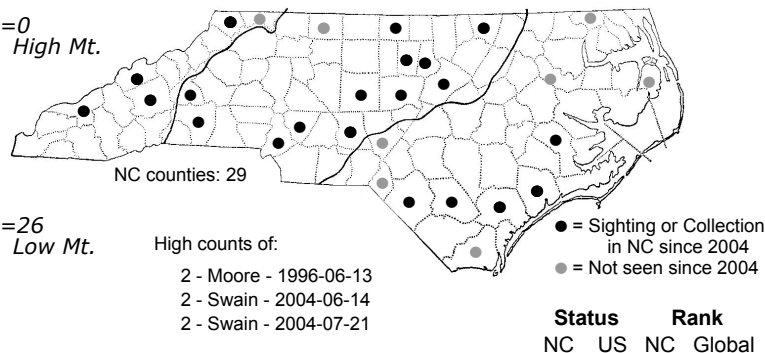 =0
High Mt.
NC counties: 29
=26
Low Mt.
High counts of:
2 - Moore - 1996-06-13
2 - Swain - 2004-06-14
2 - Swain - 2004-07-21
= Sighting or Collection
in NC since 2004
= Not seen since 2004
Status Rank
NC US NC Global